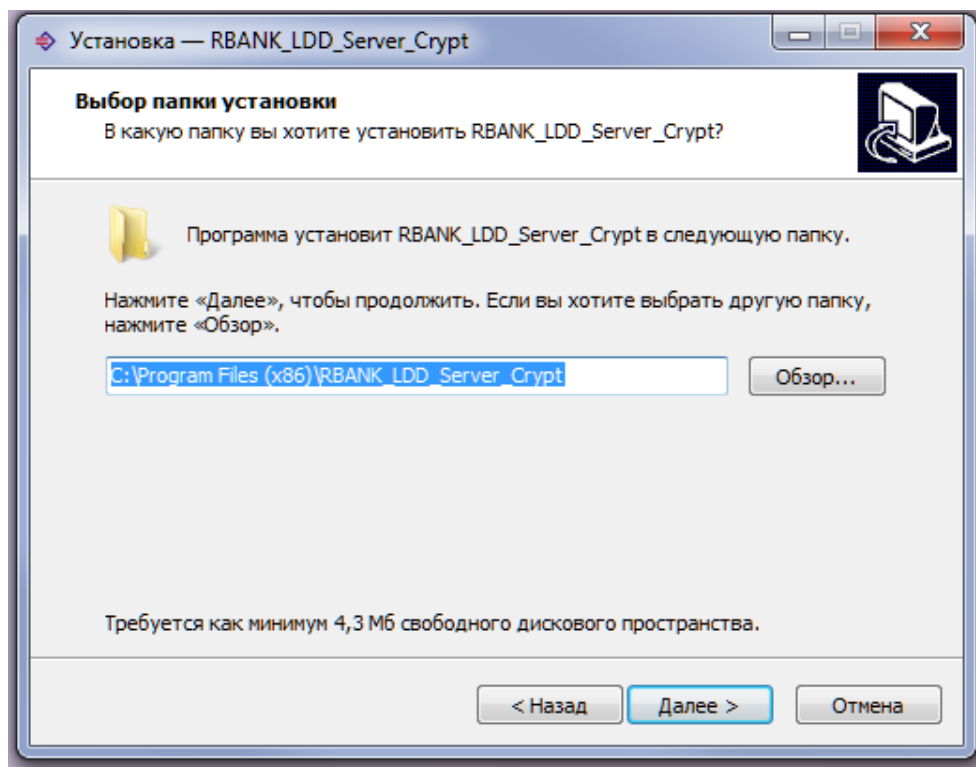 Установка — RBANK_LDD_Server_Crypt
Выбор папки установки
В какую папку вы хотите установить RBANK_LDD_Server_Crypt?
Программа установит RBANK_LDD_Server_Crypt в следующую папку.
Нажмите «Далее», чтобы продолжить. Если вы хотите выбрать другую папку,
нажмите «Обзор».
C:\Program Files (x86)\RBANK_LDD_Server_Crypt
Обзор...
Требуется как минимум 4,3 Мб свободного дискового пространства.
< Назад
Далее >
Отмена